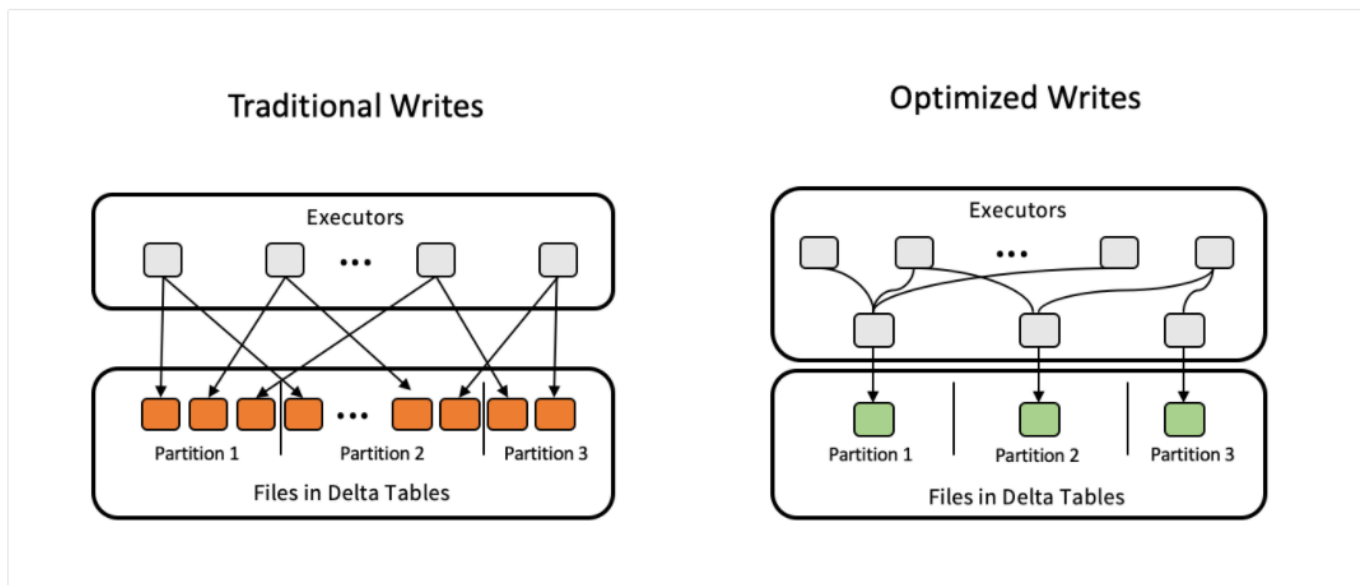 Traditional Writes
Executors
...
...
Partition 1
Partition 2
Partition 3
Files in Delta Tables
Optimized Writes
Executors
...
Partition 1
Partition 2
Partition 3
Files in Delta Tables